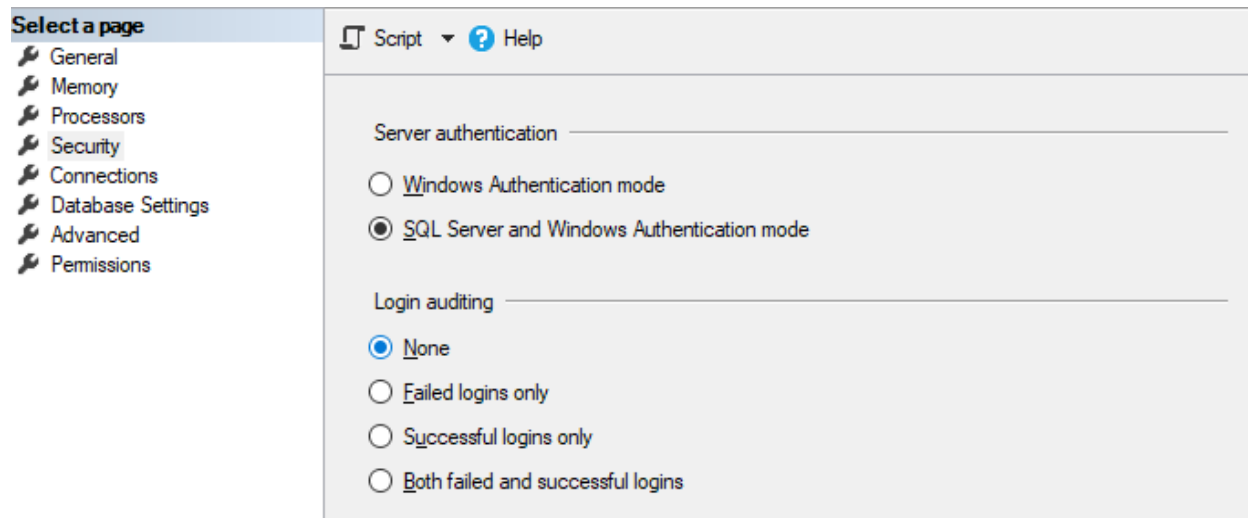 Select a page
General
Memory
Processors
Security
Connections
Database Settings
Advanced
Permissions
Script
Help
Server authentication
Windows Authentication mode
SQL Server and Windows Authentication mode
Login auditing
None
Failed logins only
Successful logins only
Both failed and successful logins